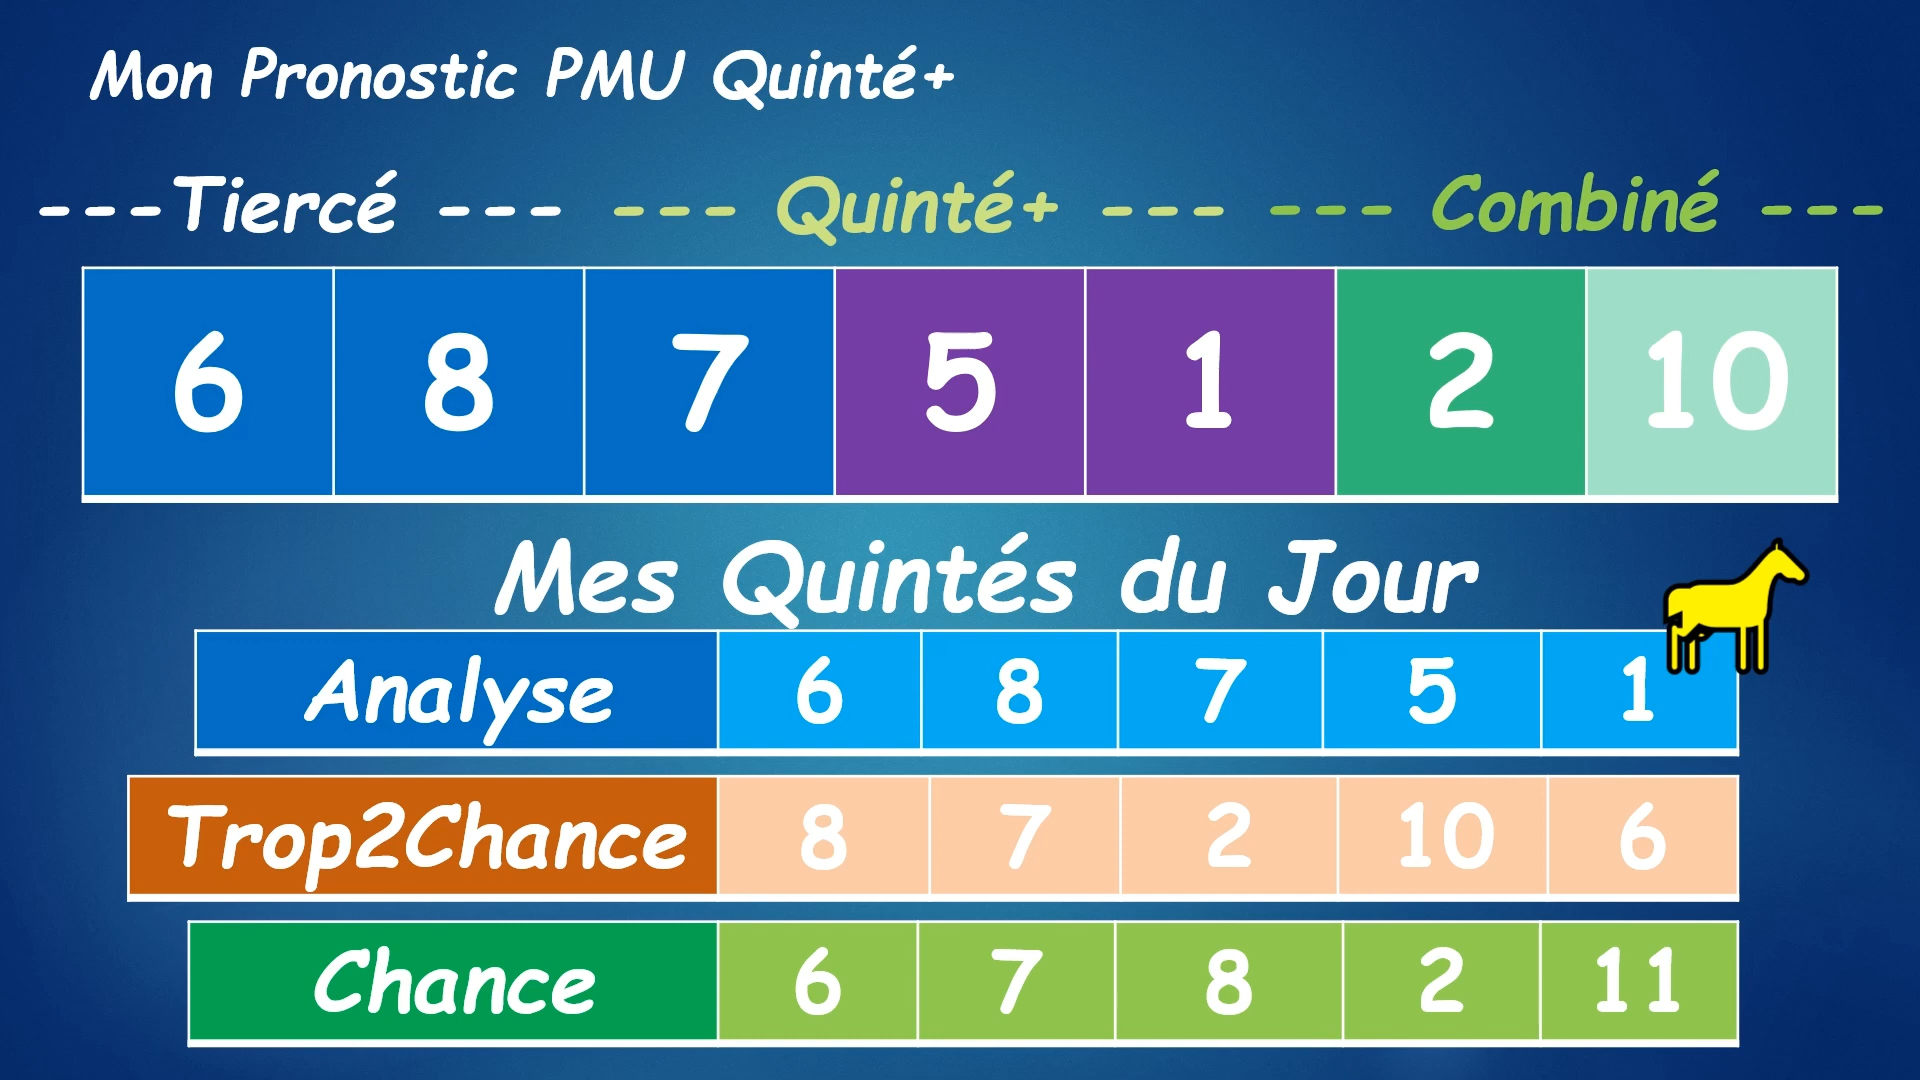 Mon Pronostic PMU Quinté+
---Tiercé --- --- Quinté+ --- --- Combiné ---
6 8 7 5 1 2 10
Mes Quintés du Jour
Analyse 6 8 7 5 1
Trop2Chance 8 7 2 10 6
Chance 6 7 8 2 11